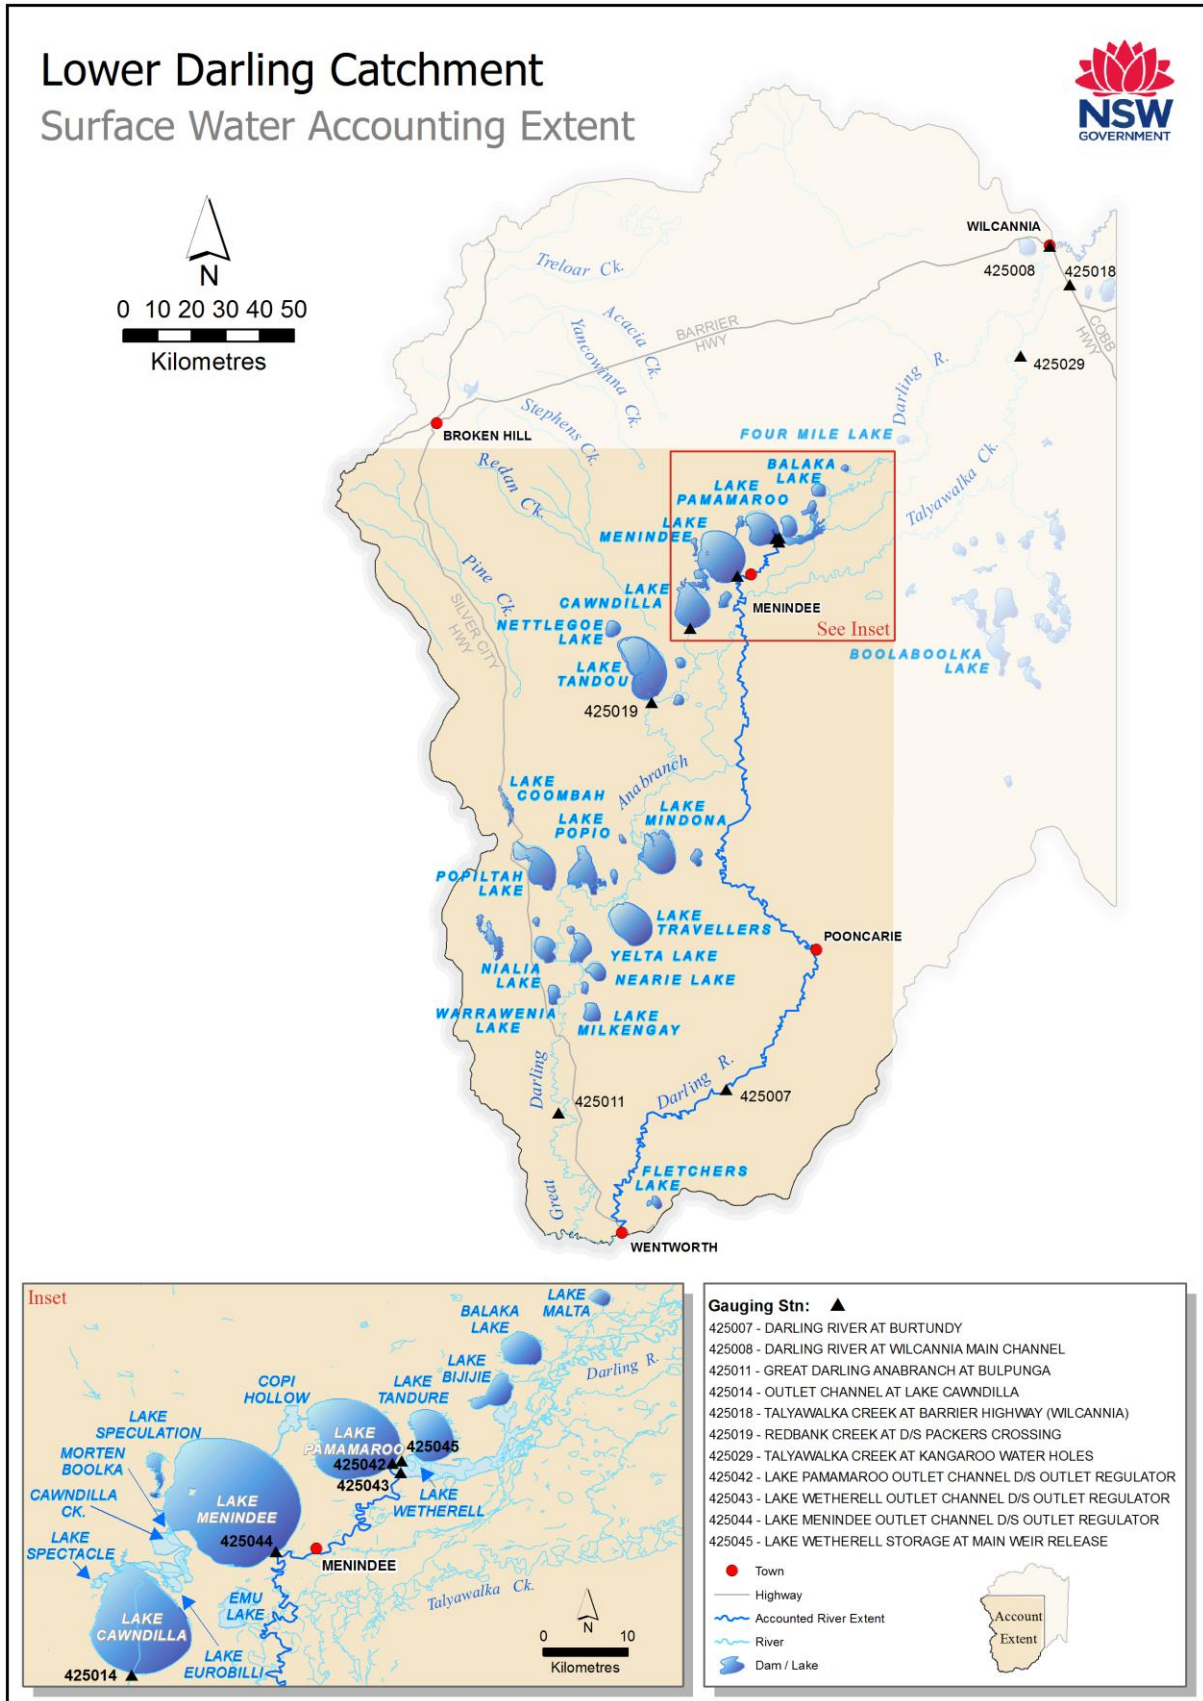 Lower Darling Catchment
Surface Water Accounting Extent
NSW
GOVERNMENT
N
0 10 20 30 40 50
Kilometres
WILCANNIA
425008
425018
Treloar Ck.
Acacia Ck.
Yancowinna Ck.
BARRIER
HWY
COBB
HWY
425029
Darling R.
Stephens Ck.
BROKEN HILL
FOUR MILE LAKE
Redan Ck.
BALAKA
LAKE
LAKE
PAMAMAROO
Talyawalka Ck.
LAKE
MENINDEE
Pine Ck.
SILVER CITY
HWY
LAKE
CAWNDILLA
MENINDEE
See Inset
NETTLEGOE
LAKE
BOOLABOOLKA
LAKE
LAKE
TANDOU
425019
Anabranch
LAKE
COOMBAH
LAKE
POPIO
LAKE
MINDONA
POPILTAH
LAKE
LAKE
TRAVELLERS
POONCARIE
YELTA LAKE
NIALIA
LAKE
NEARIE LAKE
WARRAWENIA
LAKE
LAKE
MILKENGAY
Darling
425011
Darling R.
425007
Great
FLETCHERS
LAKE
WENTWORTH
Inset
LAKE
MALTA
BALAKA
LAKE
LAKE
BIJIJIE
Darling R.
COPI
HOLLOW
LAKE
TANDURE
LAKE
SPECULATION
LAKE
PAMAMAROO
425045
425042
425043
MORTEN
BOOLKA
LAKE
WETHERELL
CAWNDILLA
CK.
LAKE
MENINDEE
LAKE
SPECTACLE
425044
MENINDEE
EMU
LAKE
Talyawalka Ck.
LAKE
CAWNDILLA
LAKE
EUROBILLI
425014
N
0 10
Kilometres
Gauging Stn:
425007 - DARLING RIVER AT BURTUNDY
425008 - DARLING RIVER AT WILCANNIA MAIN CHANNEL
425011 - GREAT DARLING ANABRANCH AT BULPUNGA
425014 - OUTLET CHANNEL AT LAKE CAWNDILLA
425018 - TALYAWALKA CREEK AT BARRIER HIGHWAY (WILCANNIA)
425019 - REDBANK CREEK AT D/S PACKERS CROSSING
425029 - TALYAWALKA CREEK AT KANGAROO WATER HOLES
425042 - LAKE PAMAMAROO OUTLET CHANNEL D/S OUTLET REGULATOR
425043 - LAKE WETHERELL OUTLET CHANNEL D/S OUTLET REGULATOR
425044 - LAKE MENINDEE OUTLET CHANNEL D/S OUTLET REGULATOR
425045 - LAKE WETHERELL STORAGE AT MAIN WEIR RELEASE
Town
Highway
Accounted River Extent
River
Dam / Lake
Account
Extent